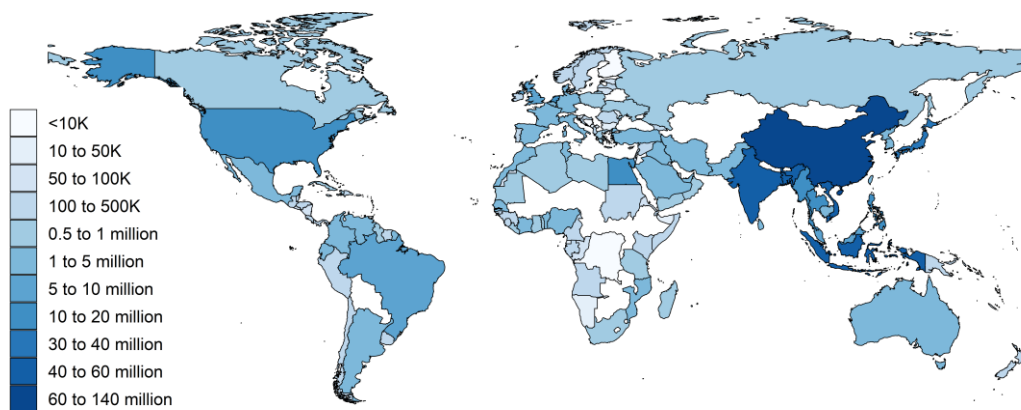 <10K
10 to 50K
50 to 100K
100 to 500K
0.5 to 1 million
1 to 5 million
5 to 10 million
10 to 20 million
30 to 40 million
40 to 60 million
60 to 140 million